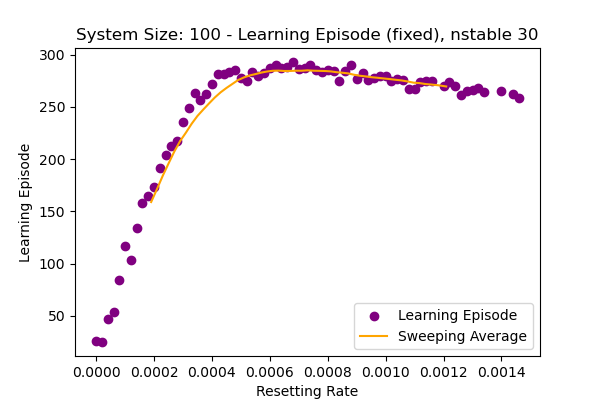 System Size: 100 - Learning Episode (fixed), nstable 30
300
250
200
150
100
50
Learning Episode
Learning Episode
Sweeping Average
0.0000 0.0002 0.0004 0.0006 0.0008 0.0010 0.0012 0.0014
Resetting Rate